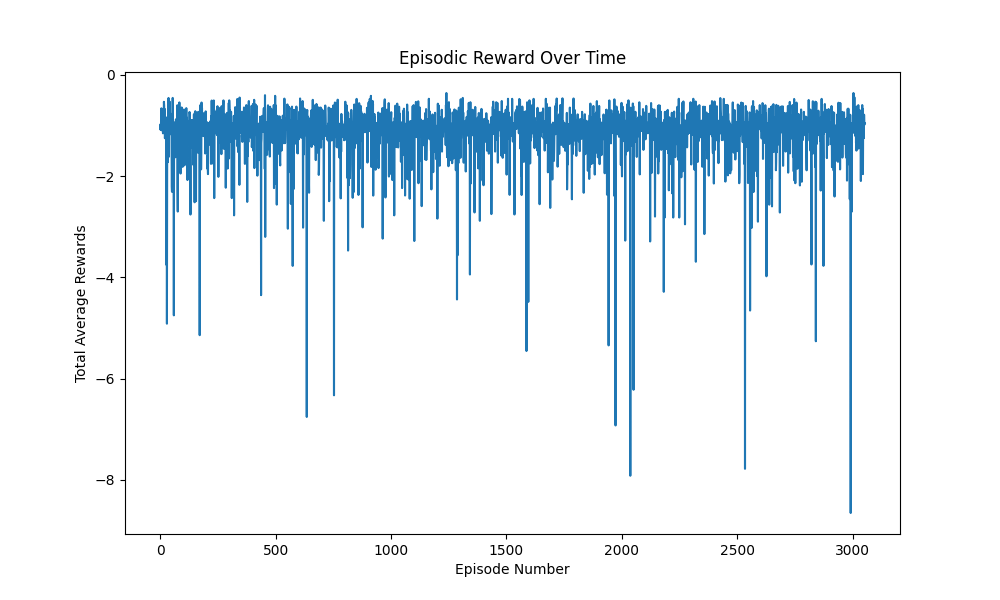 Episodic Reward Over Time
Total Average Rewards
0
−2
−4
−6
−8
0 500 1000 1500 2000 2500 3000
Episode Number